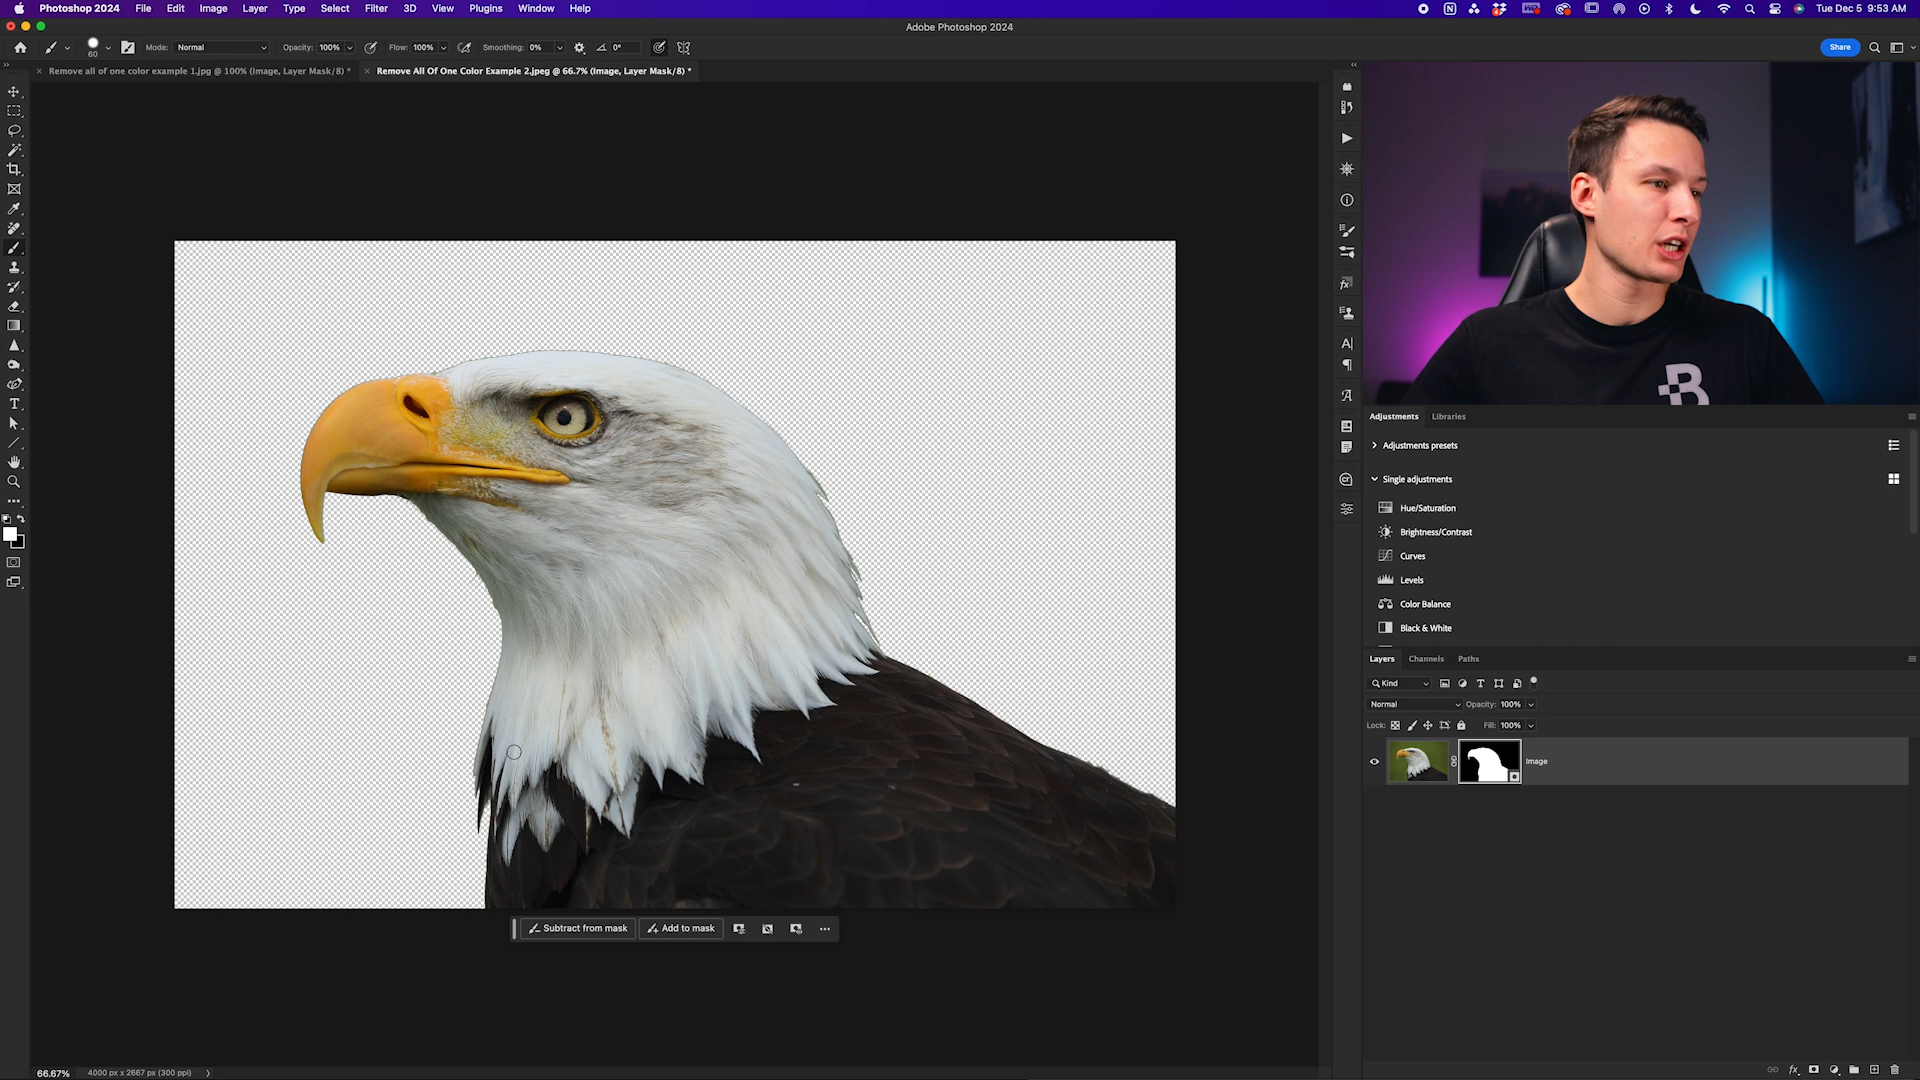 Photoshop 2024 File Edit Image Layer Type Select Filter 3D View Plugins Window Help Tue Dec 5 9:53 AM
Adobe Photoshop 2024
60 Mode: Normal Opacity: 100% Flow: 100% Smoothing: 0% 0° Share
Remove all of one color example 1.jpg @ 100% (Image, Layer Mask/8) * Remove All Of One Color Example 2.jpeg @ 66.7% (Image, Layer Mask/8) *
B
Adjustments Libraries
Adjustments presets
Single adjustments
Hue/Saturation
Brightness/Contrast
Curves
Levels
Color Balance
Black & White
Layers Channels Paths
Kind
Normal Opacity: 100%
Lock: Fill: 100%
Image
Subtract from mask Add to mask
66.67% 4000 px x 2667 px (300 ppi)